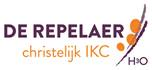 DE REPELAER
christelijk IKC
H³O